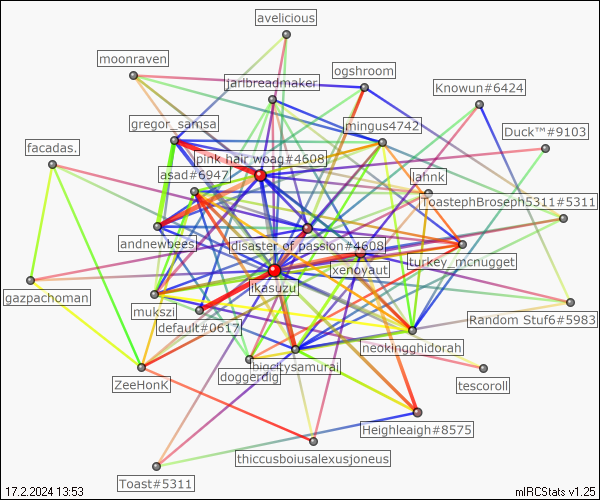 avelicious
moonraven
ogshroom
jarlbreadmaker
Knowun#6424
gregor_samsa
mingus4742
Duck™#9103
facadas.
pink hair woag#4608
asad#6947
lahnk
ToastephBroseph5311#5311
andnewbees
disaster of passion#4608
turkey_mcnugget
xenoyaut
ikasuzu
gazpachoman
mukszi
default#0617
Random Stuf6#5983
neokingghidorah
bigcitysamurai
doggerdig
ZeeHonK
tescoroll
Heighleaigh#8575
thiccusboiusalexusjoneus
Toast#5311
17.2.2024 13:53
mIRCStats v1.25